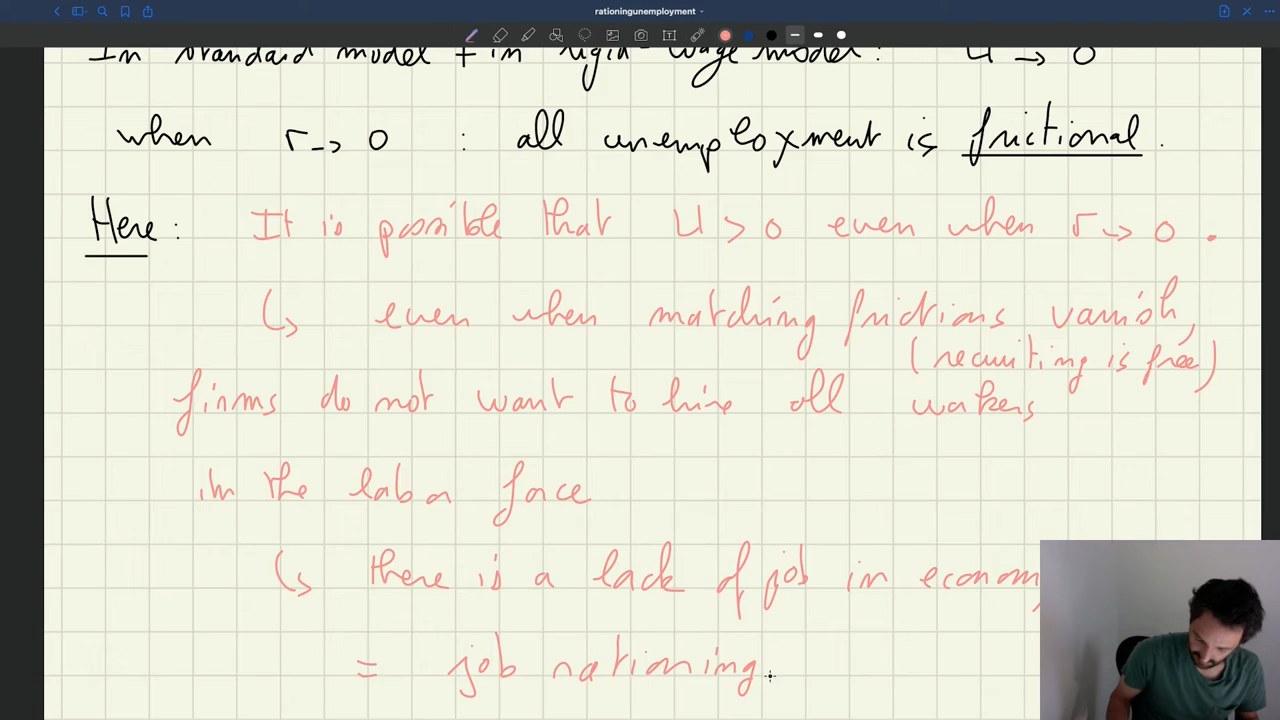 rationingunemployment
In standard model + in rigid-wage model: u → 0
when r → 0 : all unemployment is frictional.
Here: It is possible that u > 0 even when r → 0.
↳ even when matching frictions vanish,
(recruiting is free)
firms do not want to hire all workers
in the labor force
↳ there is a lack of job in econom
= job rationing